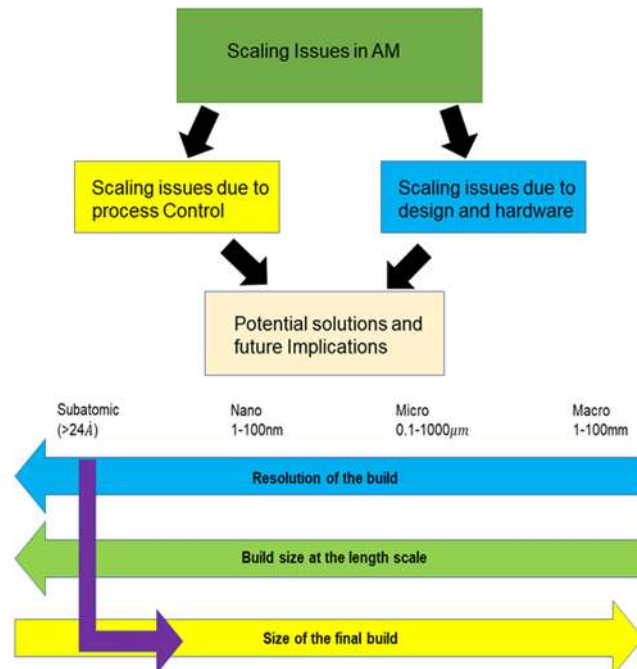 Scaling Issues in AM
Scaling issues due to
process Control
Scaling issues due to
design and hardware
Potential solutions and
future Implications
Subatomic
(>24Å)
Nano
1-100nm
Micro
0.1-1000μm
Macro
1-100mm
Resolution of the build
Build size at the length scale
Size of the final build